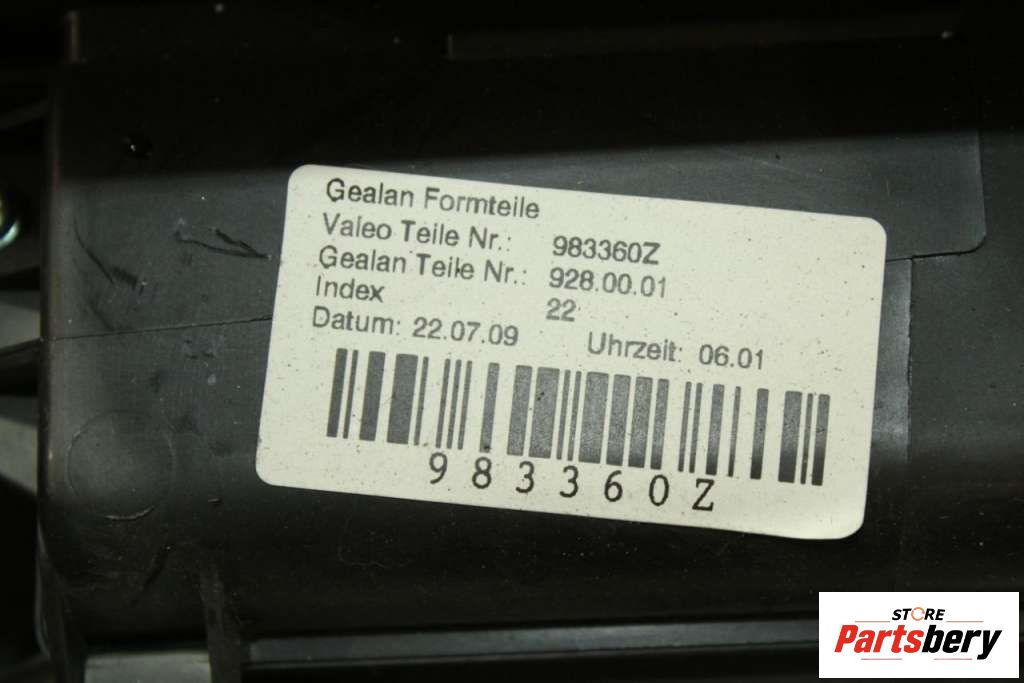 Gealan Formteile
Valeo Teile Nr.: 983360Z
Gealan Teile Nr.: 928.00.01
Index 22
Datum: 22.07.09 Uhrzeit: 06.01
983360Z
STORE
Partsbery